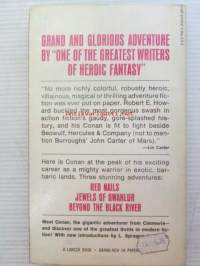 GRAND AND GLORIOUS ADVENTURE
BY "ONE OF THE GREATEST WRITERS
OF HEROIC FANTASY"
"No more richly colorful, robustly heroic,
villainous, magical or thrilling adventure fic-
tion was ever put on paper. Robert E. How-
ard buckled the most gorgeous swash in
action fiction's gaudy, gore-splashed his-
tory, and his Conan is fit to fight beside
Beowulf, Hercules & Company (not to men-
tion Burroughs' John Carter of Mars)."
—Lin Carter
Here is Conan at the peak of his exciting
career as a mighty warrior in exotic, bar-
baric lands. Three stunning adventures:
RED NAILS
JEWELS OF GWAHLUR
BEYOND THE BLACK RIVER
Meet Conan, the gigantic adventurer from Cimmeria—
and discover one of the greatest thrills in modern fic-
tion! With new introductions by L. Sprague
A LANCER BOOK